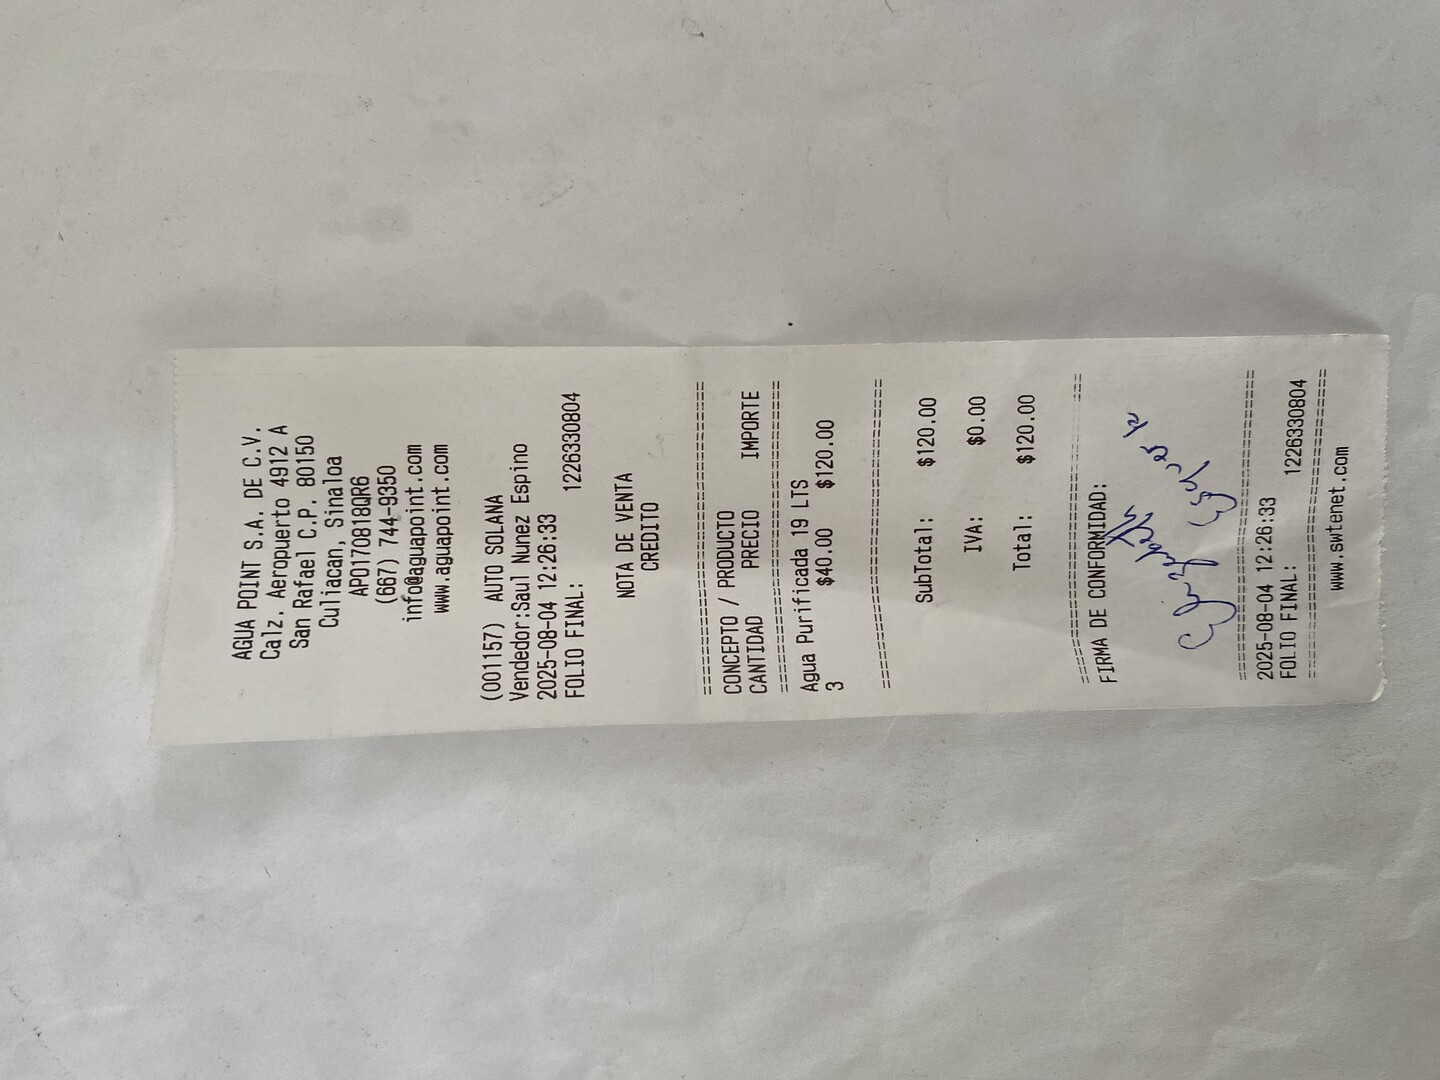 AGUA POINT S.A. DE C.V.
Calz. Aeropuerto 4912 A
San Rafael C.P. 80150
Culiacan, Sinaloa
APO170818QR6
(667) 744-9350
info@aguapoint.com
www.aguapoint.com
(001157) AUTO SOLANA
Vendedor:Saul Nunez Espino
2025-08-04 12:26:33
FOLIO FINAL: 1226330804
NOTA DE VENTA
CREDITO
CONCEPTO / PRODUCTO
CANTIDAD PRECIO IMPORTE
Agua Purificada 19 LTS
3 $40.00 $120.00
SubTotal: $120.00
IVA: $0.00
Total: $120.00
FIRMA DE CONFORMIDAD:
2025-08-04 12:26:33
FOLIO FINAL: 1226330804
www.swtenet.com